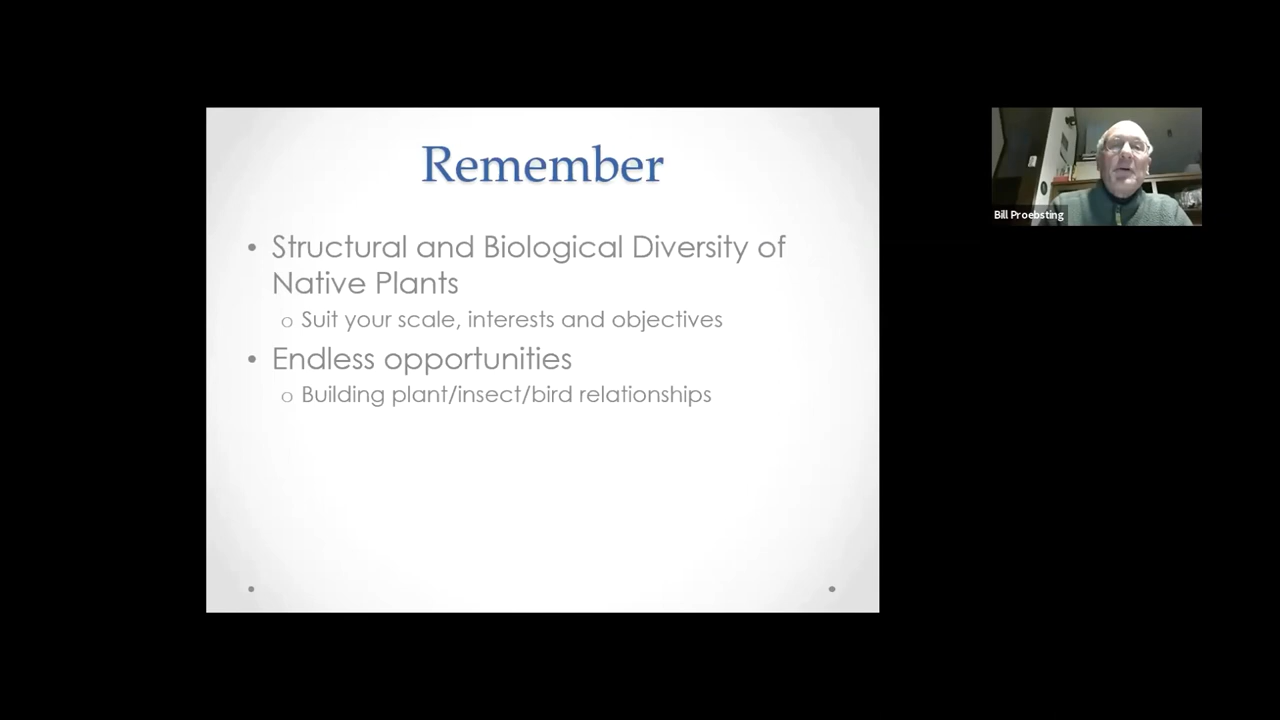 Remember
• Structural and Biological Diversity of
Native Plants
o Suit your scale, interests and objectives
• Endless opportunities
o Building plant/insect/bird relationships
Bill Proebsting